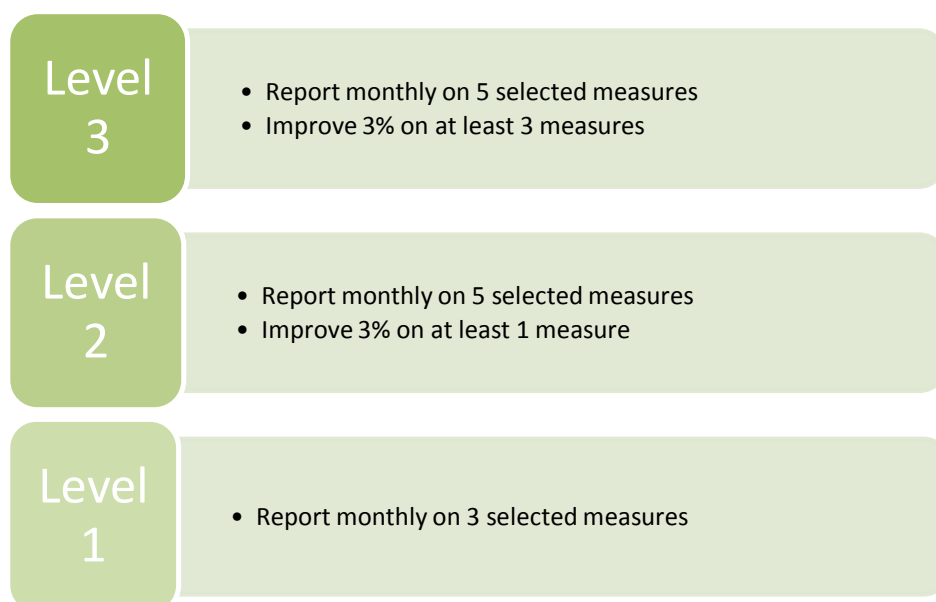 Level
3
• Report monthly on 5 selected measures
• Improve 3% on at least 3 measures
Level
2
• Report monthly on 5 selected measures
• Improve 3% on at least 1 measure
Level
1
• Report monthly on 3 selected measures